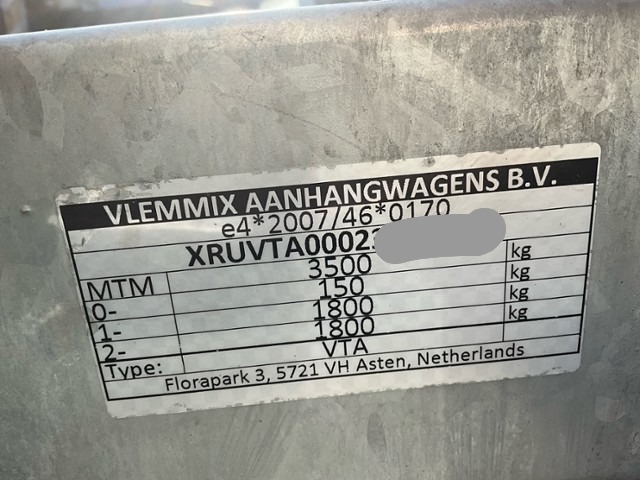 VLEMMIX AANHANGWAGENS B.V.
e4*2007/46*0170
XRUVTA0002
MTM 3500 kg
0- 150 kg
1- 1800 kg
2- 1800 kg
Type: VTA
Florapark 3, 5721 VH Asten, Netherlands